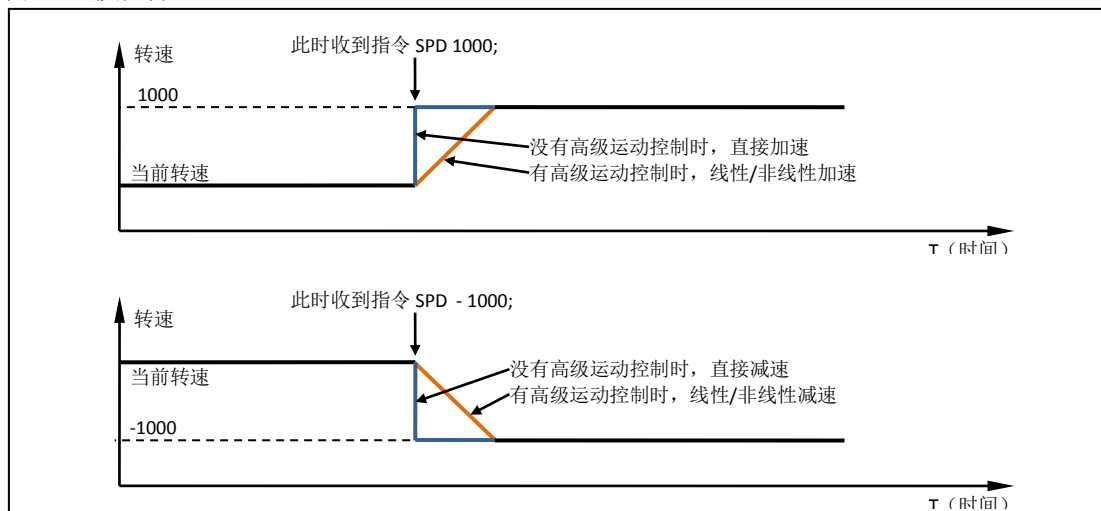 此时收到指令 SPD 1000;
转速
1000
没有高级运动控制时，直接加速
有高级运动控制时，线性/非线性加速
当前转速
T（时间）
此时收到指令 SPD - 1000;
转速
没有高级运动控制时，直接减速
当前转速
有高级运动控制时，线性/非线性减速
-1000
T（时间）